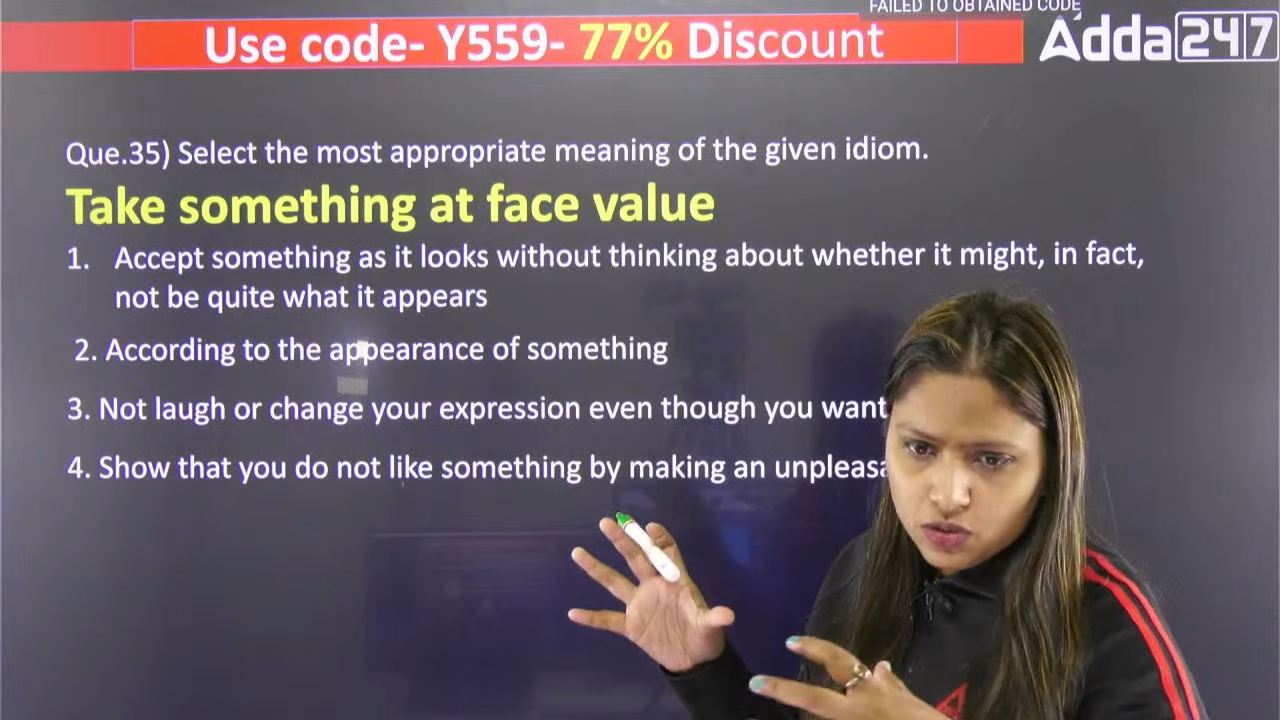 FAILED TO OBTAINED CODE
Use code- Y559- 77% Discount
Adda 247
Que.35) Select the most appropriate meaning of the given idiom.
Take something at face value
1. Accept something as it looks without thinking about whether it might, in fact,
not be quite what it appears
2. According to the appearance of something
3. Not laugh or change your expression even though you want
4. Show that you do not like something by making an